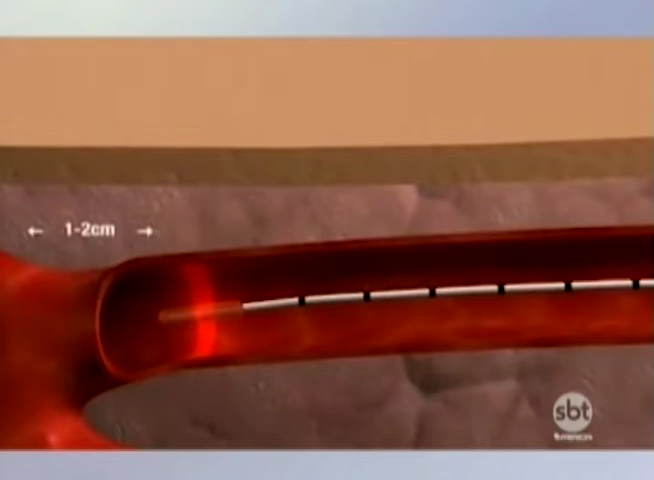 ← 1-2cm →
sbt